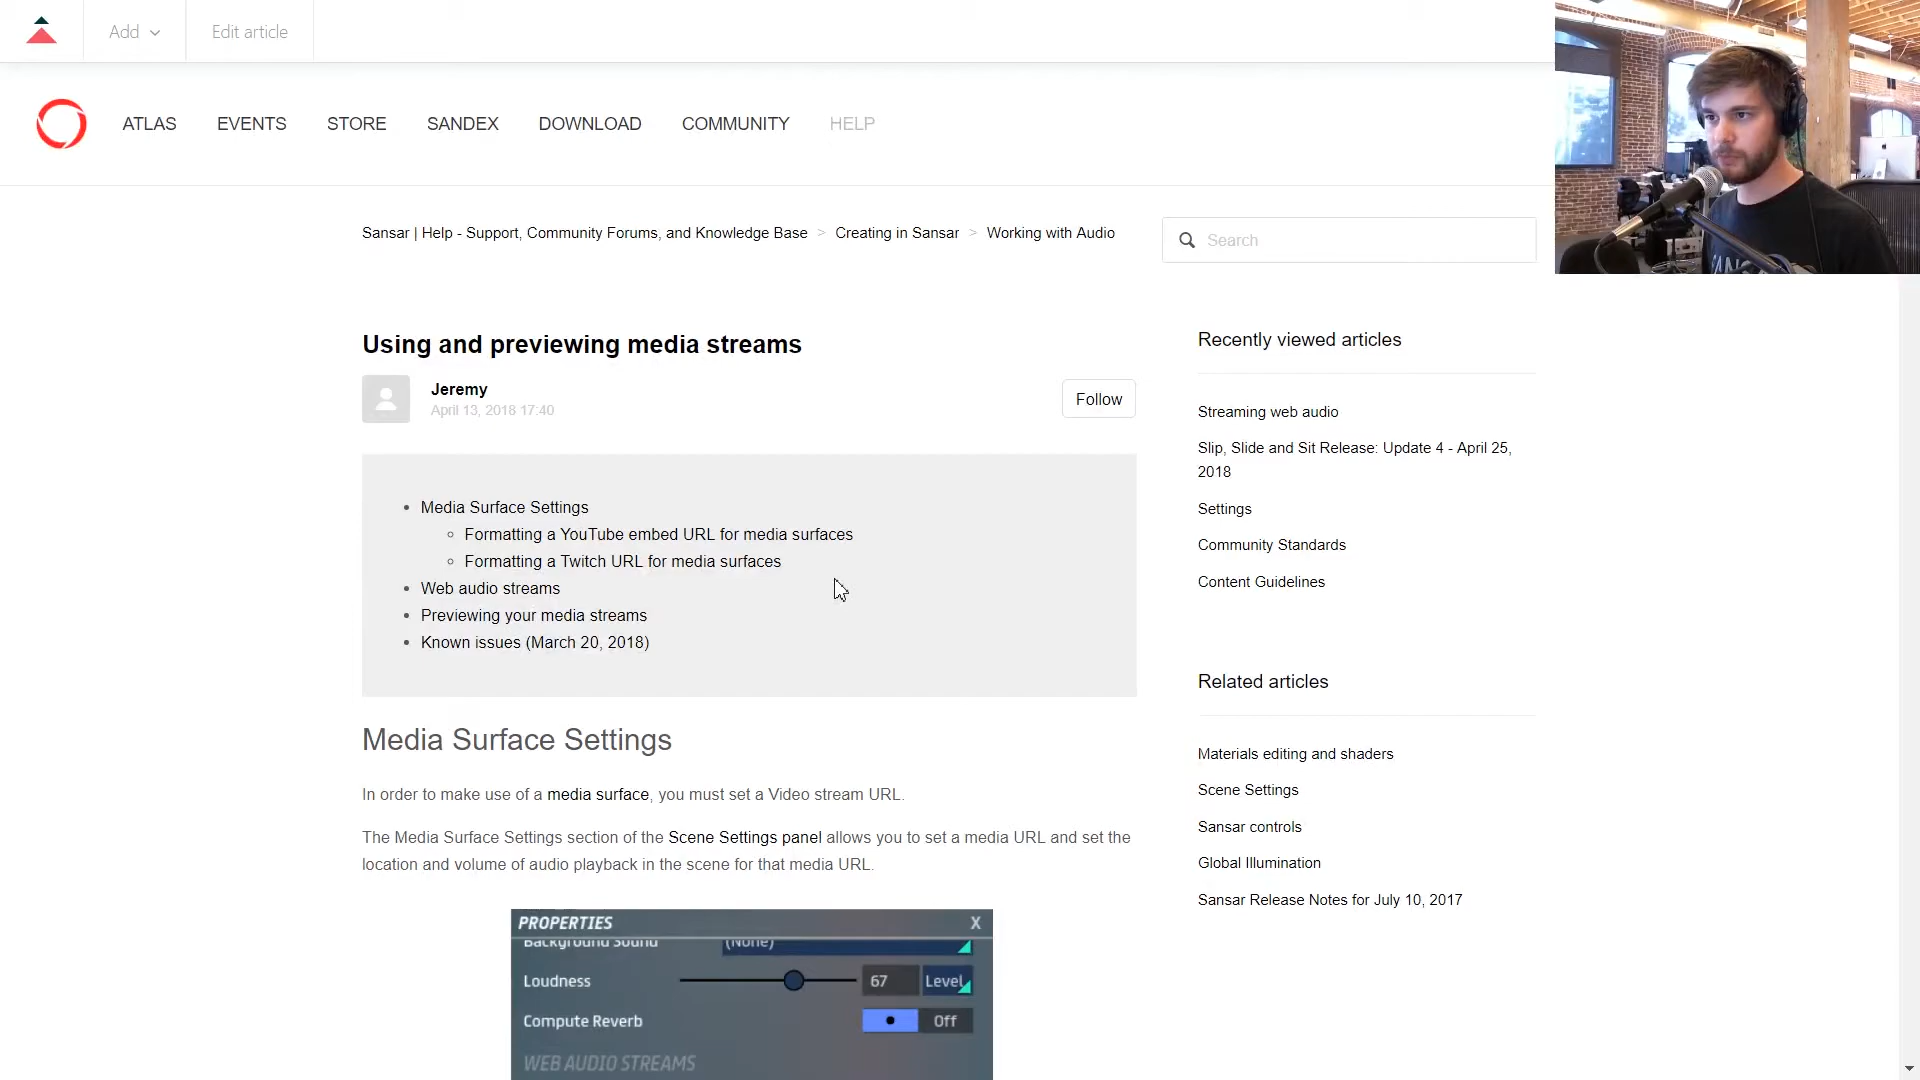 Add
Edit article
ATLAS
EVENTS
STORE
SANDEX
DOWNLOAD
COMMUNITY
HELP
Sansar | Help - Support, Community Forums, and Knowledge Base > Creating in Sansar > Working with Audio
Search
Using and previewing media streams
Jeremy
April 13, 2018 17:40
Follow
Media Surface Settings
Formatting a YouTube embed URL for media surfaces
Formatting a Twitch URL for media surfaces
Web audio streams
Previewing your media streams
Known issues (March 20, 2018)
Media Surface Settings
In order to make use of a media surface, you must set a Video stream URL.
The Media Surface Settings section of the Scene Settings panel allows you to set a media URL and set the
location and volume of audio playback in the scene for that media URL.
PROPERTIES X
Background Sound (None)
Loudness 67 Level
Compute Reverb Off
WEB AUDIO STREAMS
Recently viewed articles
Streaming web audio
Slip, Slide and Sit Release: Update 4 - April 25,
2018
Settings
Community Standards
Content Guidelines
Related articles
Materials editing and shaders
Scene Settings
Sansar controls
Global Illumination
Sansar Release Notes for July 10, 2017